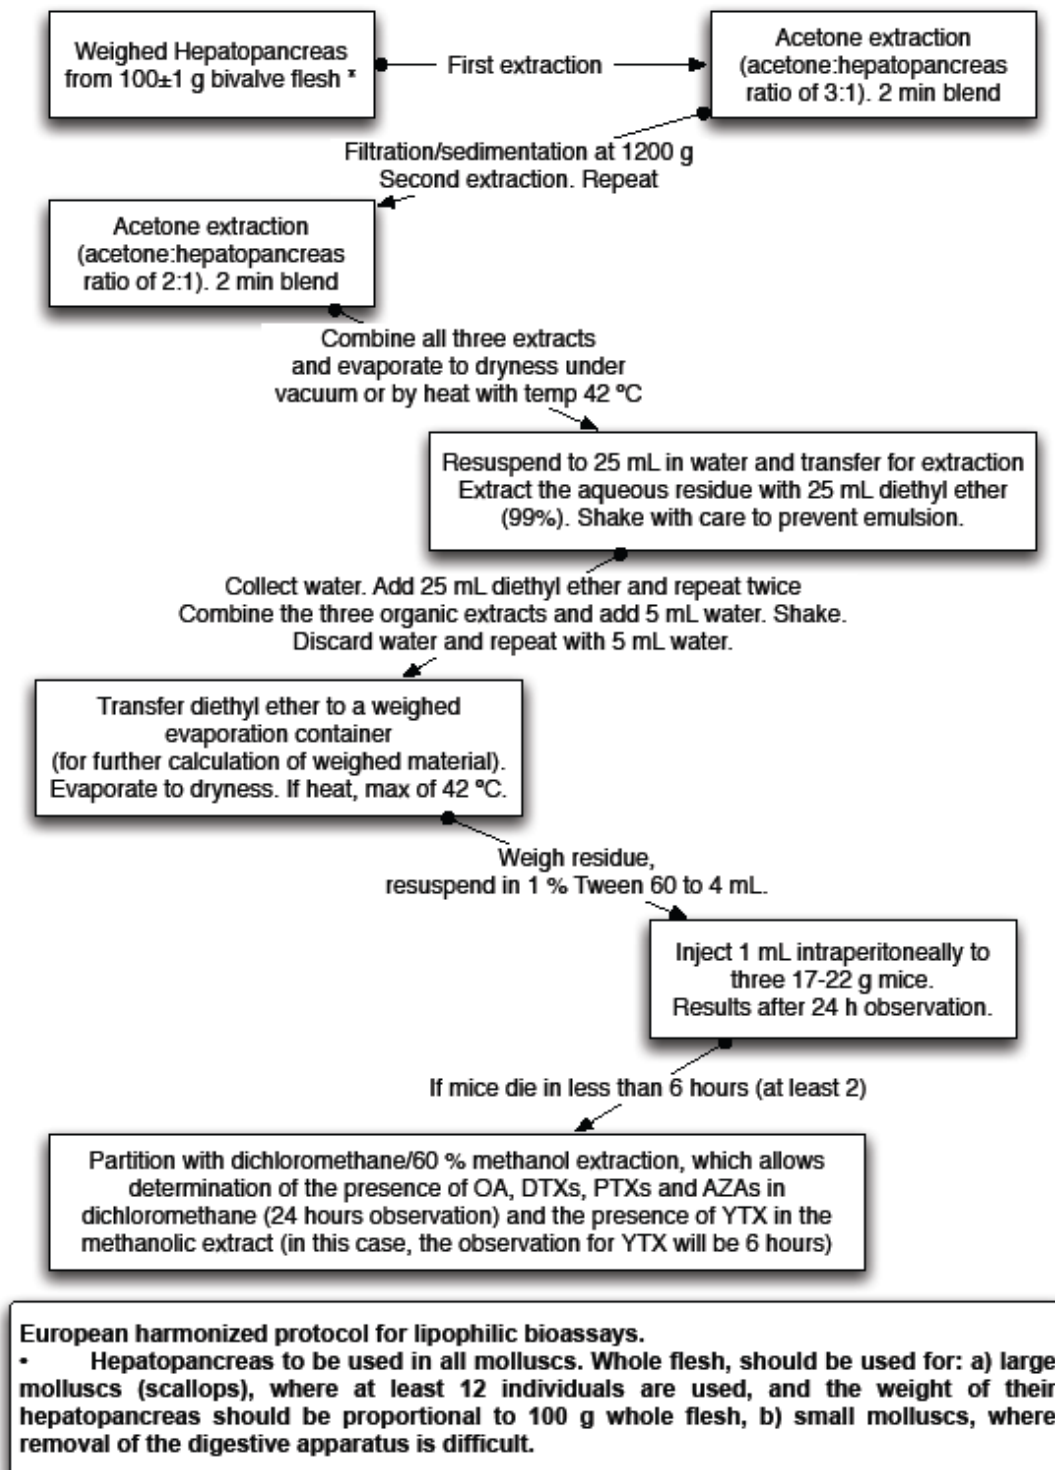 Weighed Hepatopancreas
from 100±1 g bivalve flesh *
First extraction
Acetone extraction
(acetone:hepatopancreas
ratio of 3:1). 2 min blend
Filtration/sedimentation at 1200 g
Second extraction. Repeat
Acetone extraction
(acetone:hepatopancreas
ratio of 2:1). 2 min blend
Combine all three extracts
and evaporate to dryness under
vacuum or by heat with temp 42 ºC
Resuspend to 25 mL in water and transfer for extraction
Extract the aqueous residue with 25 mL diethyl ether
(99%). Shake with care to prevent emulsion.
Collect water. Add 25 mL diethyl ether and repeat twice
Combine the three organic extracts and add 5 mL water. Shake.
Discard water and repeat with 5 mL water.
Transfer diethyl ether to a weighed
evaporation container
(for further calculation of weighed material).
Evaporate to dryness. If heat, max of 42 ºC.
Weigh residue,
resuspend in 1 % Tween 60 to 4 mL.
Inject 1 mL intraperitoneally to
three 17-22 g mice.
Results after 24 h observation.
If mice die in less than 6 hours (at least 2)
Partition with dichloromethane/60 % methanol extraction, which allows
determination of the presence of OA, DTXs, PTXs and AZAs in
dichloromethane (24 hours observation) and the presence of YTX in the
methanolic extract (in this case, the observation for YTX will be 6 hours)
European harmonized protocol for lipophilic bioassays.
• Hepatopancreas to be used in all molluscs. Whole flesh, should be used for: a) large
molluscs (scallops), where at least 12 individuals are used, and the weight of their
hepatopancreas should be proportional to 100 g whole flesh, b) small molluscs, where
removal of the digestive apparatus is difficult.